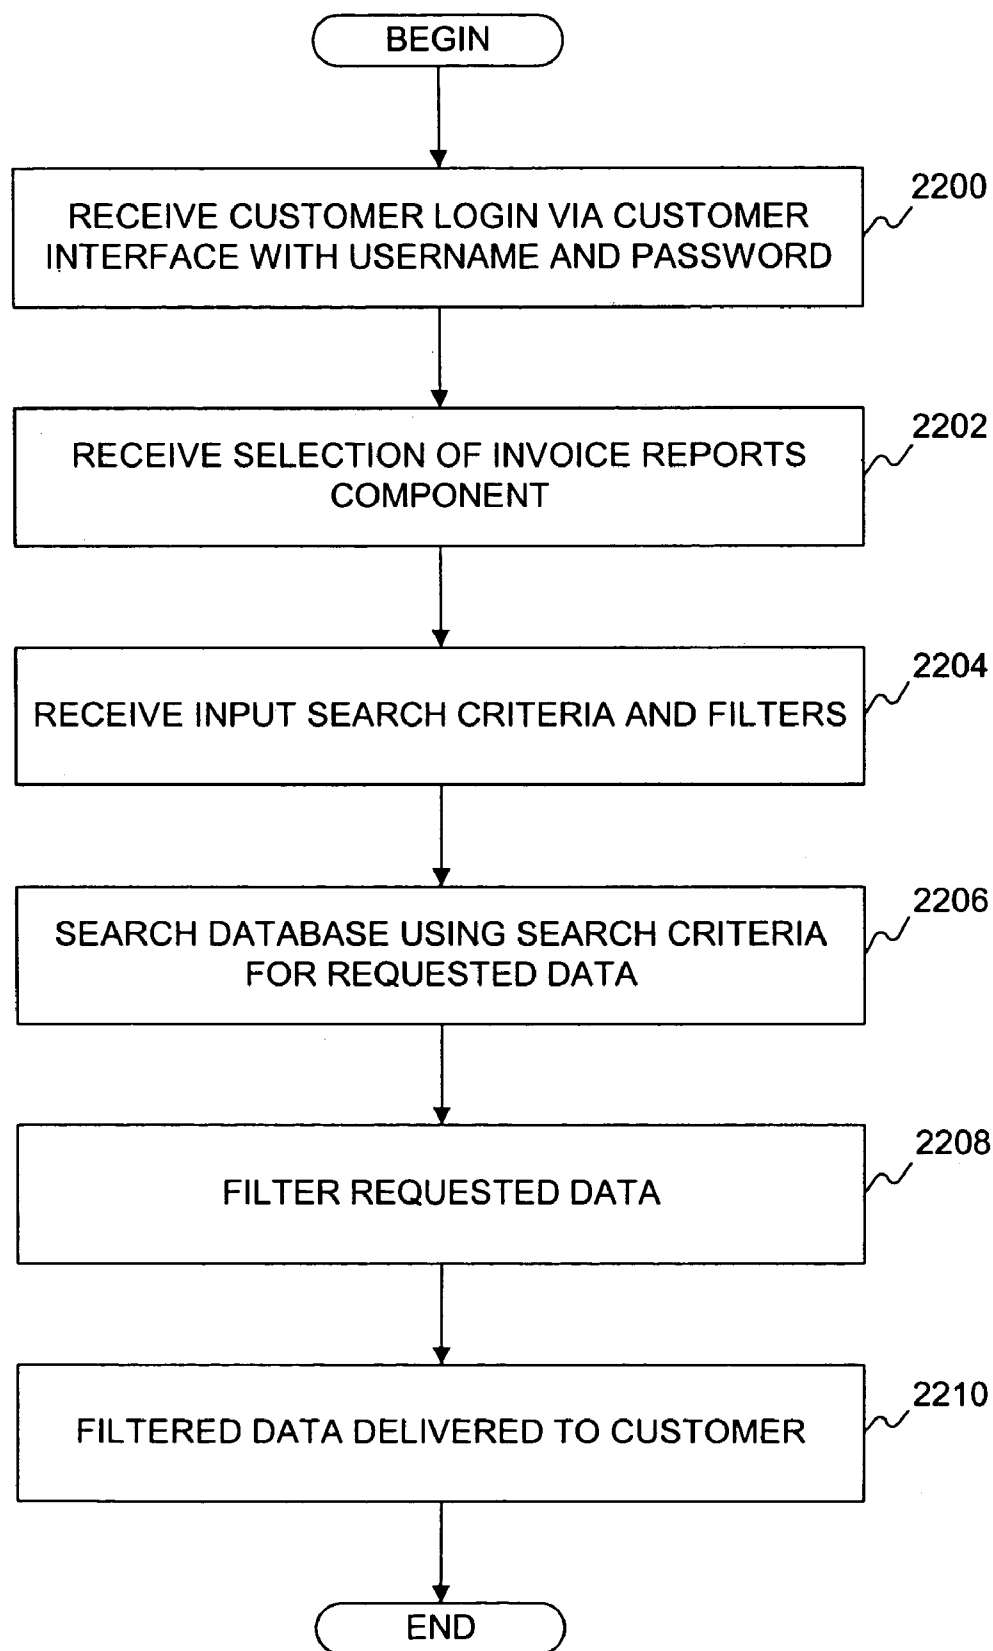 BEGIN
2200
RECEIVE CUSTOMER LOGIN VIA CUSTOMER
INTERFACE WITH USERNAME AND PASSWORD
2202
RECEIVE SELECTION OF INVOICE REPORTS
COMPONENT
2204
RECEIVE INPUT SEARCH CRITERIA AND FILTERS
2206
SEARCH DATABASE USING SEARCH CRITERIA
FOR REQUESTED DATA
2208
FILTER REQUESTED DATA
2210
FILTERED DATA DELIVERED TO CUSTOMER
END